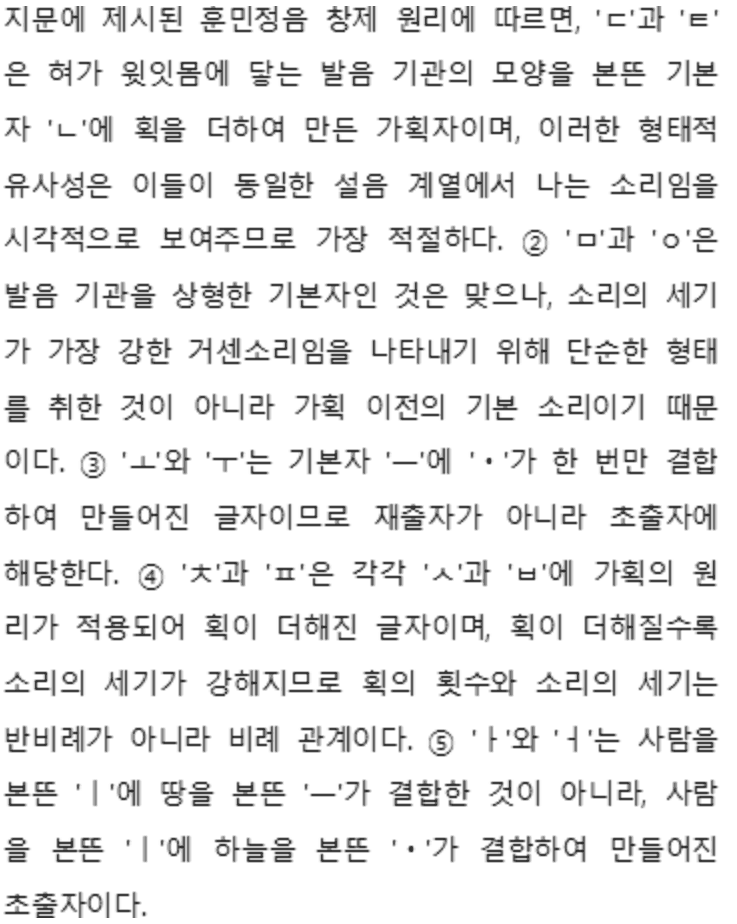 지문에 제시된 훈민정음 창제 원리에 따르면, 'ㄷ'과 'ㅌ'
은 혀가 윗잇몸에 닿는 발음 기관의 모양을 본뜬 기본
자 'ㄴ'에 획을 더하여 만든 가획자이며, 이러한 형태적
유사성은 이들이 동일한 설음 계열에서 나는 소리임을
시각적으로 보여주므로 가장 적절하다. ② 'ㅁ'과 'ㅇ'은
발음 기관을 상형한 기본자인 것은 맞으나, 소리의 세기
가 가장 강한 거센소리임을 나타내기 위해 단순한 형태
를 취한 것이 아니라 가획 이전의 기본 소리이기 때문
이다. ③ 'ㅗ'와 'ㅜ'는 기본자 'ㅡ'에 'ㆍ'가 한 번만 결합
하여 만들어진 글자이므로 재출자가 아니라 초출자에
해당한다. ④ 'ㅊ'과 'ㅍ'은 각각 'ㅅ'과 'ㅂ'에 가획의 원
리가 적용되어 획이 더해진 글자이며, 획이 더해질수록
소리의 세기가 강해지므로 획의 횟수와 소리의 세기는
반비례가 아니라 비례 관계이다. ⑤ 'ㅏ'와 'ㅓ'는 사람을
본뜬 'ㅣ'에 땅을 본뜬 'ㅡ'가 결합한 것이 아니라, 사람
을 본뜬 'ㅣ'에 하늘을 본뜬 'ㆍ'가 결합하여 만들어진
초출자이다.